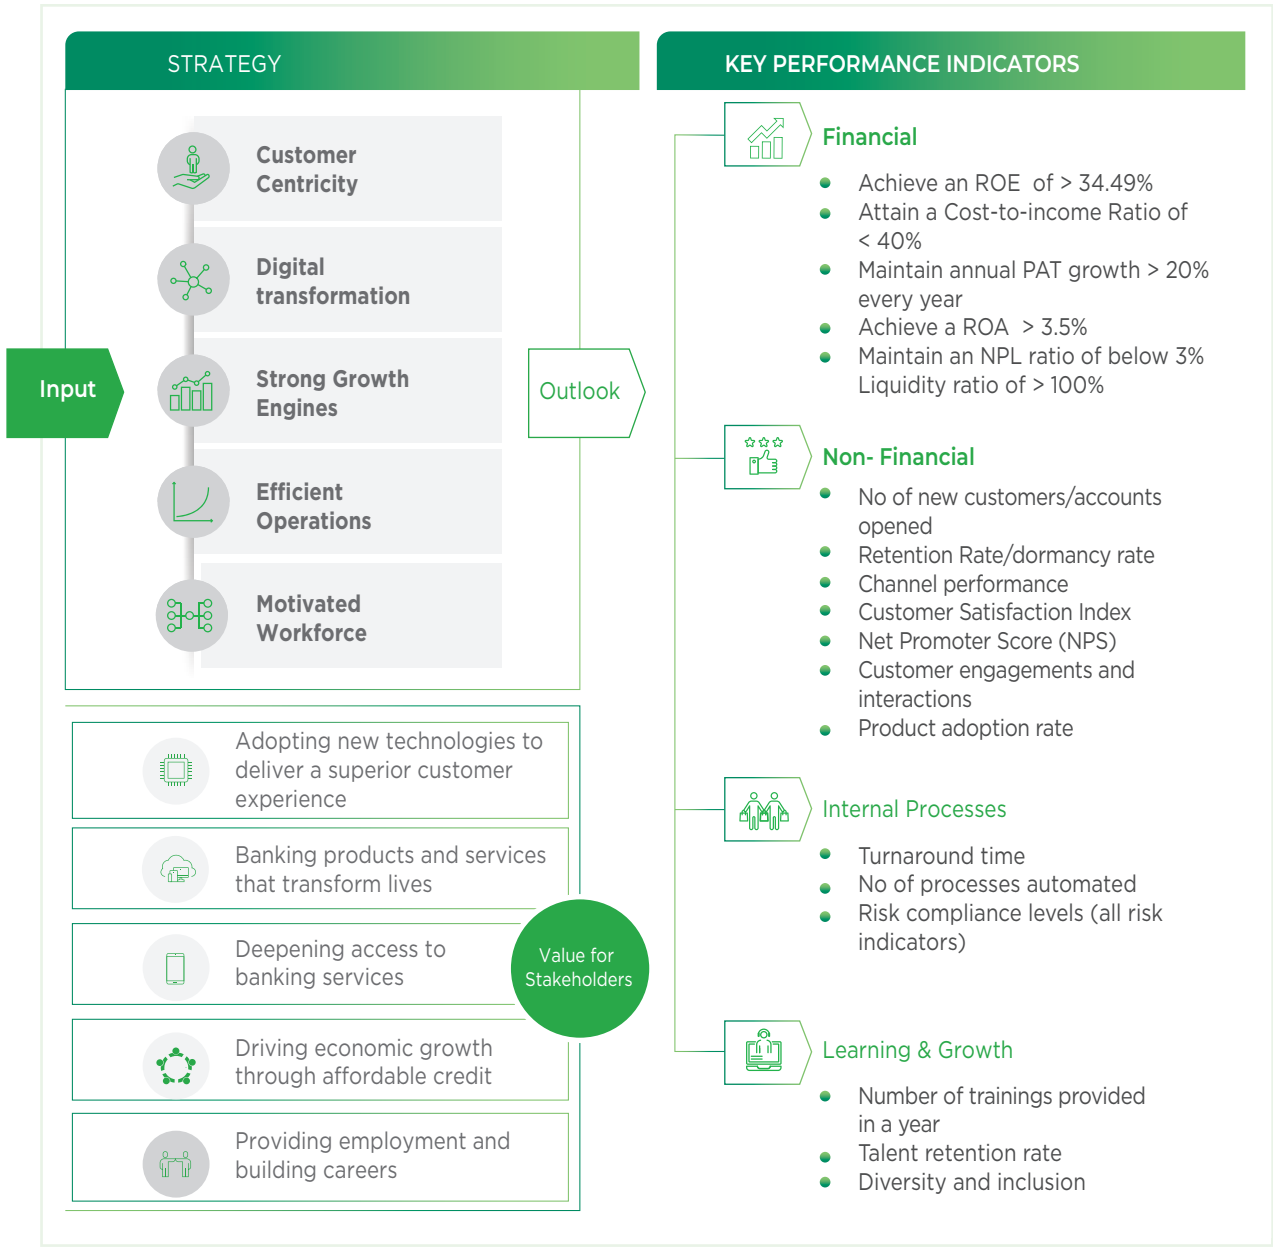 STRATEGY
Input
Customer
Centricity
Digital
transformation
Strong Growth
Engines
Efficient
Operations
Motivated
Workforce
Outlook
Adopting new technologies to
deliver a superior customer
experience
Banking products and services
that transform lives
Deepening access to
banking services
Driving economic growth
through affordable credit
Providing employment and
building careers
Value for
Stakeholders
KEY PERFORMANCE INDICATORS
Financial
Achieve an ROE of > 34.49%
Attain a Cost-to-income Ratio of
< 40%
Maintain annual PAT growth > 20%
every year
Achieve a ROA > 3.5%
Maintain an NPL ratio of below 3%
Liquidity ratio of > 100%
Non- Financial
No of new customers/accounts
opened
Retention Rate/dormancy rate
Channel performance
Customer Satisfaction Index
Net Promoter Score (NPS)
Customer engagements and
interactions
Product adoption rate
Internal Processes
Turnaround time
No of processes automated
Risk compliance levels (all risk
indicators)
Learning & Growth
Number of trainings provided
in a year
Talent retention rate
Diversity and inclusion